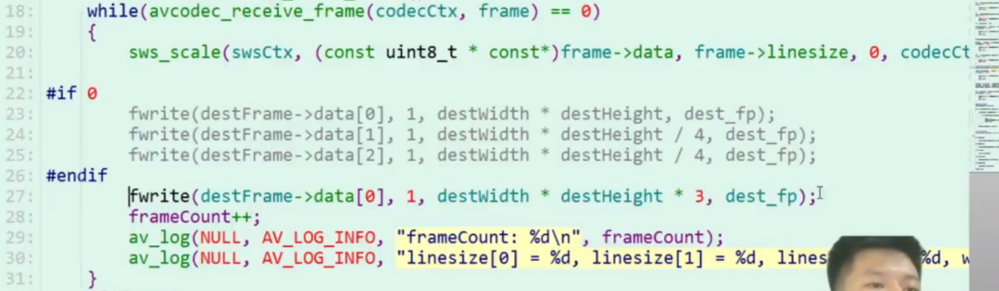 18: while(avcodec_receive_frame(codecCtx, frame) == 0)
19: {
20: sws_scale(swsCtx, (const uint8_t * const*)frame->data, frame->linesize, 0, codecCt
21:
22: #if 0
23: fwrite(destFrame->data[0], 1, destWidth * destHeight, dest_fp);
24: fwrite(destFrame->data[1], 1, destWidth * destHeight / 4, dest_fp);
25: fwrite(destFrame->data[2], 1, destWidth * destHeight / 4, dest_fp);
26: #endif
27: fwrite(destFrame->data[0], 1, destWidth * destHeight * 3, dest_fp);
28: frameCount++;
29: av_log(NULL, AV_LOG_INFO, "frameCount: %d\n", frameCount);
30: av_log(NULL, AV_LOG_INFO, "linesize[0] = %d, linesize[1] = %d, lines %d, w
31: }